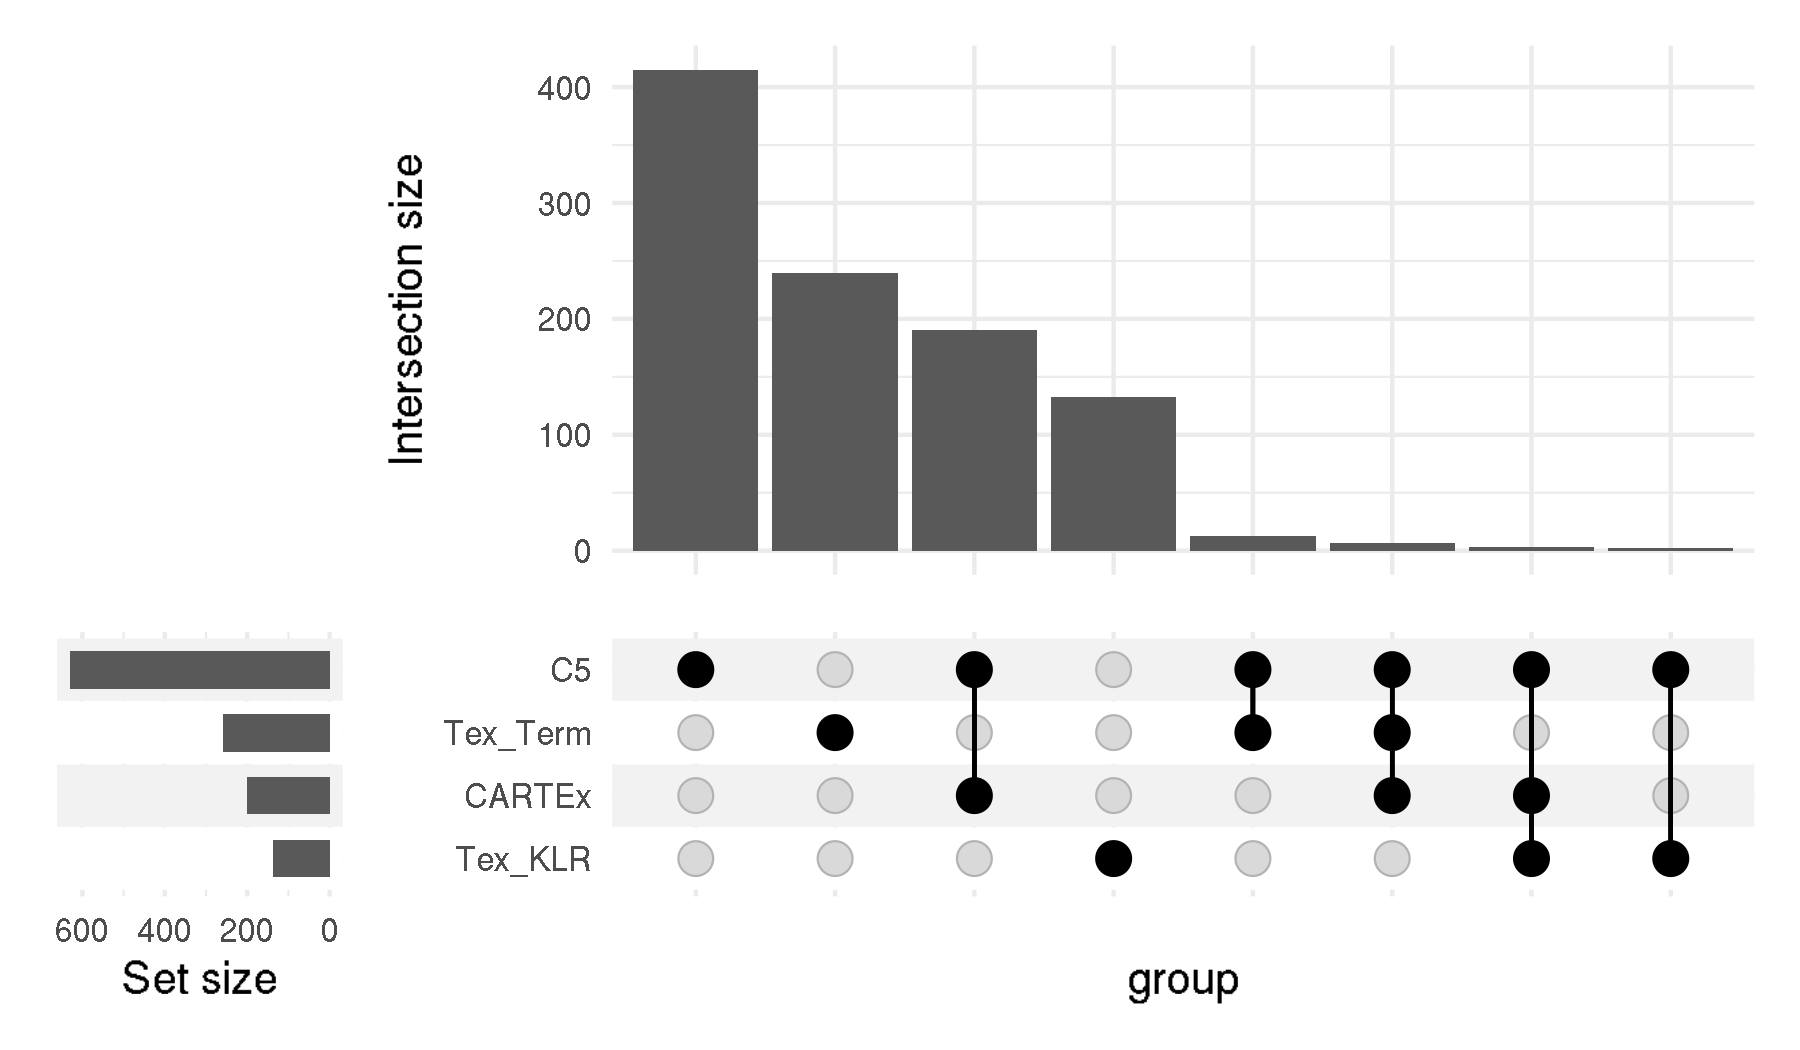 Intersection size
400
300
200
100
0
C5
Tex_Term
CARTEx
Tex_KLR
600 400 200 0
Set size
group